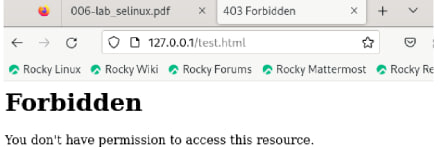 006-lab_selinux.pdf × 403 Forbidden × +
127.0.0.1/test.html
Rocky Linux Rocky Wiki Rocky Forums Rocky Mattermost Rocky Re
Forbidden
You don't have permission to access this resource.